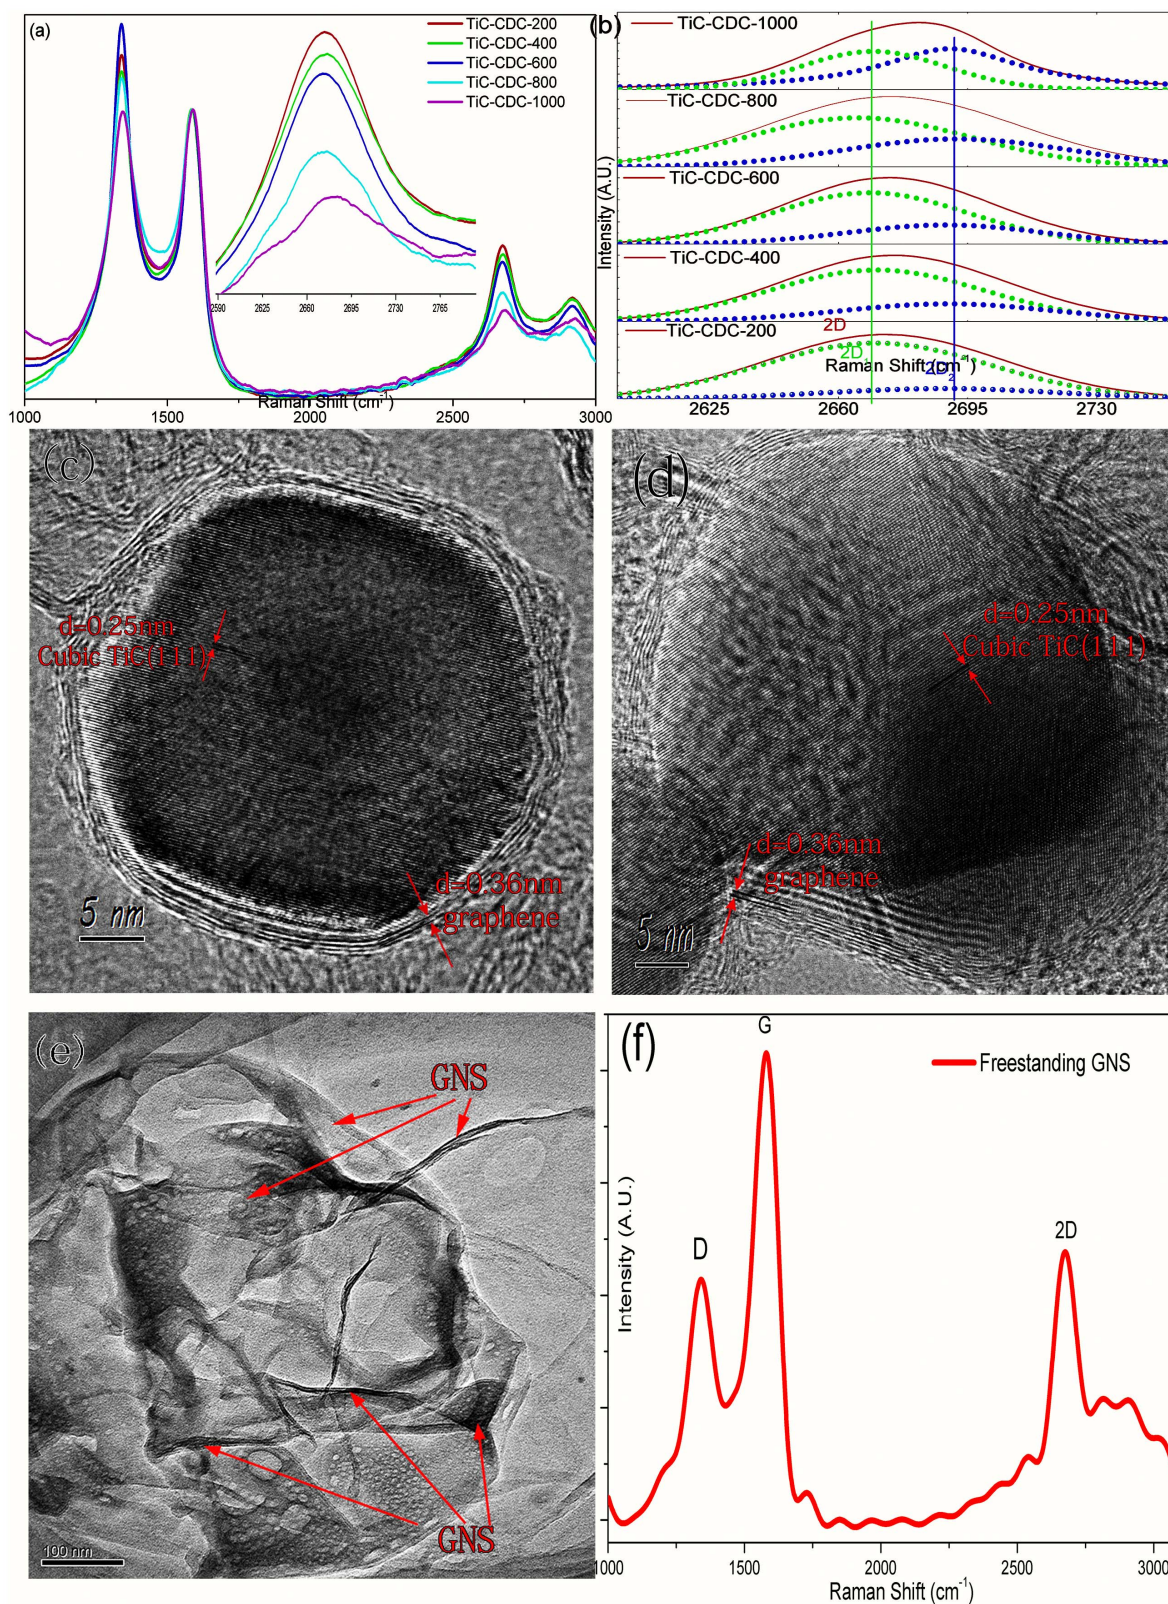 (a)
TiC-CDC-200
TiC-CDC-400
TiC-CDC-600
TiC-CDC-800
TiC-CDC-1000
2590 2625 2660 2695 2730 2765
1000 1500 2000 2500 3000
Raman Shift (cm-1)
(b)
TiC-CDC-1000
TiC-CDC-800
TiC-CDC-600
TiC-CDC-400
TiC-CDC-200
2D
2D1
2D2
Intensity (A.U.)
Raman Shift (cm-1)
2625 2660 2695 2730
(c)
d=0.25nm
Cubic TiC(111)
d=0.36nm
graphene
5 nm
(d)
d=0.25nm
Cubic TiC(111)
d=0.36nm
graphene
5 nm
(e)
GNS
GNS
100 nm
(f)
G
Freestanding GNS
D
2D
Intensity (A.U.)
1000 1500 2000 2500 3000
Raman Shift (cm-1)